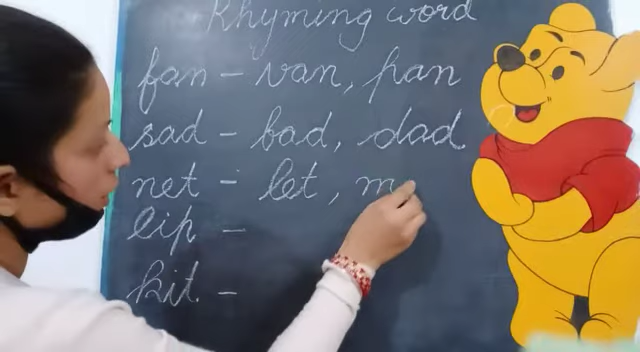 Rhyming word
fan - van, pan
sad - bad, dad
net - let, m
lip -
kit -